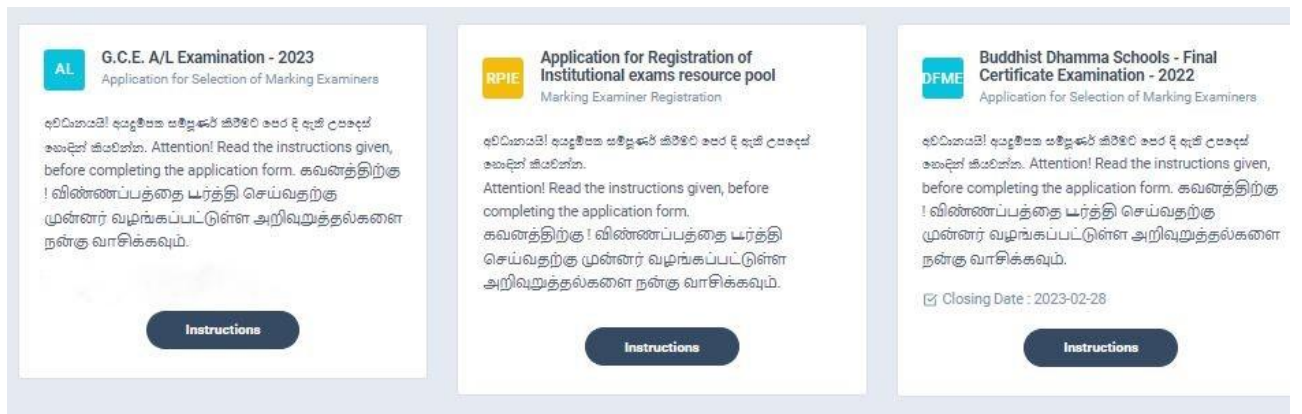 AL
G.C.E. A/L Examination - 2023
Application for Selection of Marking Examiners
අවධානයයි! අයදුම්පත සම්පූණර් කිරීමට පෙර දි ඇති උපදෙස්
හොඳින් කියවන්න. Attention! Read the instructions given,
before completing the application form. கவனத்திற்கு
! விண்ணப்பத்தை பூர்த்தி செய்வதற்கு
முன்னர் வழங்கப்பட்டுள்ள அறிவுறுத்தல்களை
நன்கு வாசிக்கவும்.
Instructions
RPIE
Application for Registration of
Institutional exams resource pool
Marking Examiner Registration
අවධානයයි! අයදුම්පත සම්පූණර් කිරීමට පෙර දි ඇති උපදෙස්
හොඳින් කියවන්න.
Attention! Read the instructions given, before
completing the application form.
கவனத்திற்கு ! விண்ணப்பத்தை பூர்த்தி
செய்வதற்கு முன்னர் வழங்கப்பட்டுள்ள
அறிவுறுத்தல்களை நன்கு வாசிக்கவும்.
Instructions
DFME
Buddhist Dhamma Schools - Final
Certificate Examination - 2022
Application for Selection of Marking Examiners
අවධානයයි! අයදුම්පත සම්පූණර් කිරීමට පෙර දි ඇති උපදෙස්
හොඳින් කියවන්න. Attention! Read the instructions given,
before completing the application form. கவனத்திற்கு
! விண்ணப்பத்தை பூர்த்தி செய்வதற்கு
முன்னர் வழங்கப்பட்டுள்ள அறிவுறுத்தல்களை
நன்கு வாசிக்கவும்.
Closing Date : 2023-02-28
Instructions